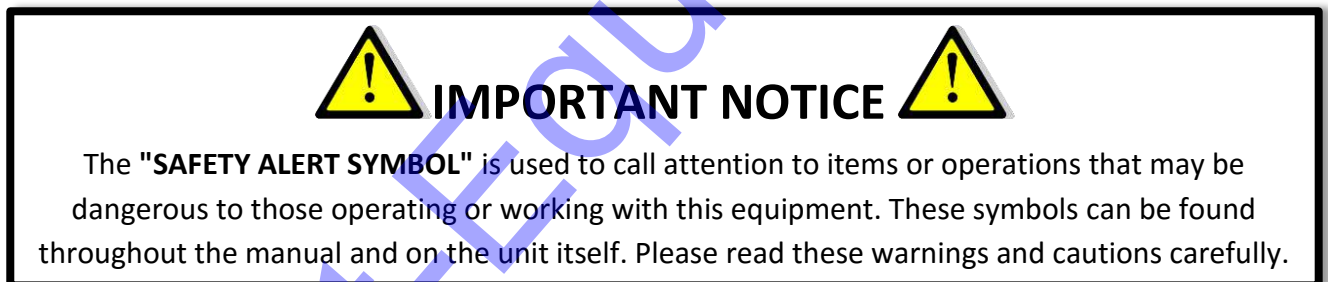 IMPORTANT NOTICE
The "SAFETY ALERT SYMBOL" is used to call attention to items or operations that may be
dangerous to those operating or working with this equipment. These symbols can be found
throughout the manual and on the unit itself. Please read these warnings and cautions carefully.